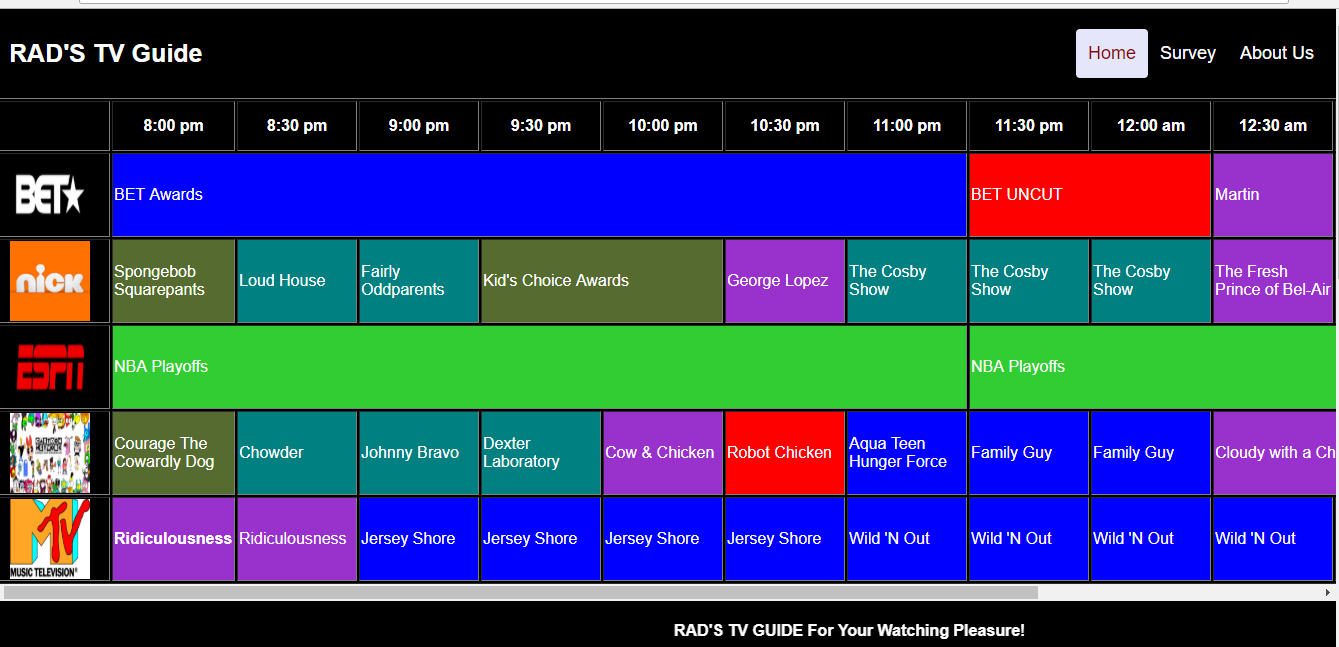 RAD'S TV Guide
Home Survey About Us
8:00 pm 8:30 pm 9:00 pm 9:30 pm 10:00 pm 10:30 pm 11:00 pm 11:30 pm 12:00 am 12:30 am
BET
BET Awards
BET UNCUT
Martin
nick
Spongebob
Squarepants
Loud House
Fairly
Oddparents
Kid's Choice Awards
George Lopez
The Cosby
Show
The Cosby
Show
The Cosby
Show
The Fresh
Prince of Bel-Air
ESPN
NBA Playoffs
NBA Playoffs
Courage The
Cowardly Dog
Chowder
Johnny Bravo
Dexter
Laboratory
Cow & Chicken
Robot Chicken
Aqua Teen
Hunger Force
Family Guy
Family Guy
Cloudy with a Ch
MTV
MUSIC TELEVISION®
Ridiculousness
Ridiculousness
Jersey Shore
Jersey Shore
Jersey Shore
Jersey Shore
Wild 'N Out
Wild 'N Out
Wild 'N Out
Wild 'N Out
RAD'S TV GUIDE For Your Watching Pleasure!